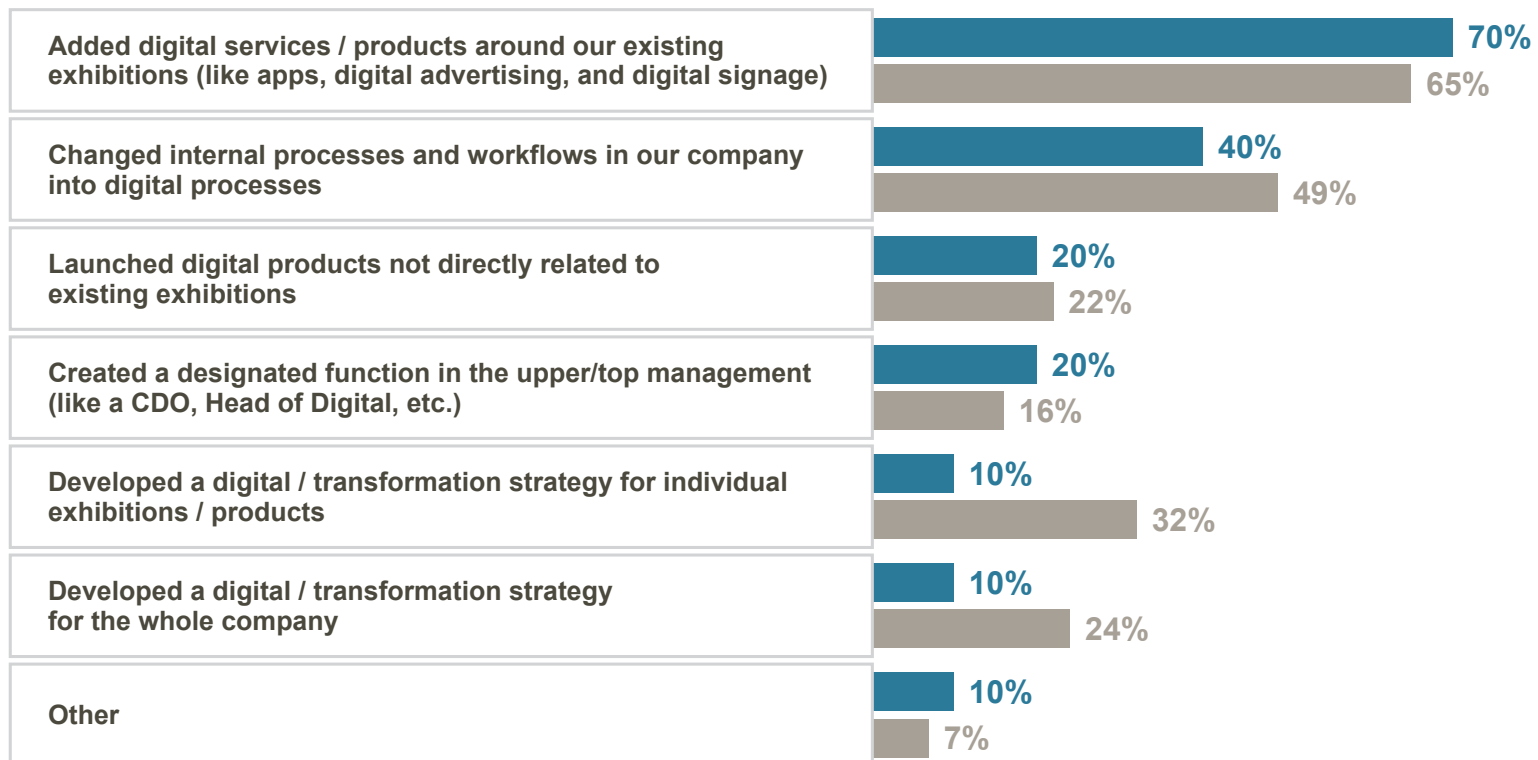 Added digital services / products around our existing
exhibitions (like apps, digital advertising, and digital signage)
70%
65%
Changed internal processes and workflows in our company
into digital processes
40%
49%
Launched digital products not directly related to
existing exhibitions
20%
22%
Created a designated function in the upper/top management
(like a CDO, Head of Digital, etc.)
20%
16%
Developed a digital / transformation strategy for individual
exhibitions / products
10%
32%
Developed a digital / transformation strategy
for the whole company
10%
24%
Other
10%
7%